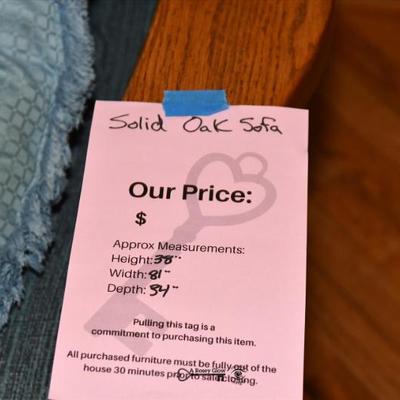 Solid Oak Sofa
Our Price:
$
Approx Measurements:
Height: 38"
Width: 81"
Depth: 34"
Pulling this tag is a
commitment to purchasing this item.
All purchased furniture must be fully out of the
house 30 minutes prior to sale closing.
A Rosey Glow